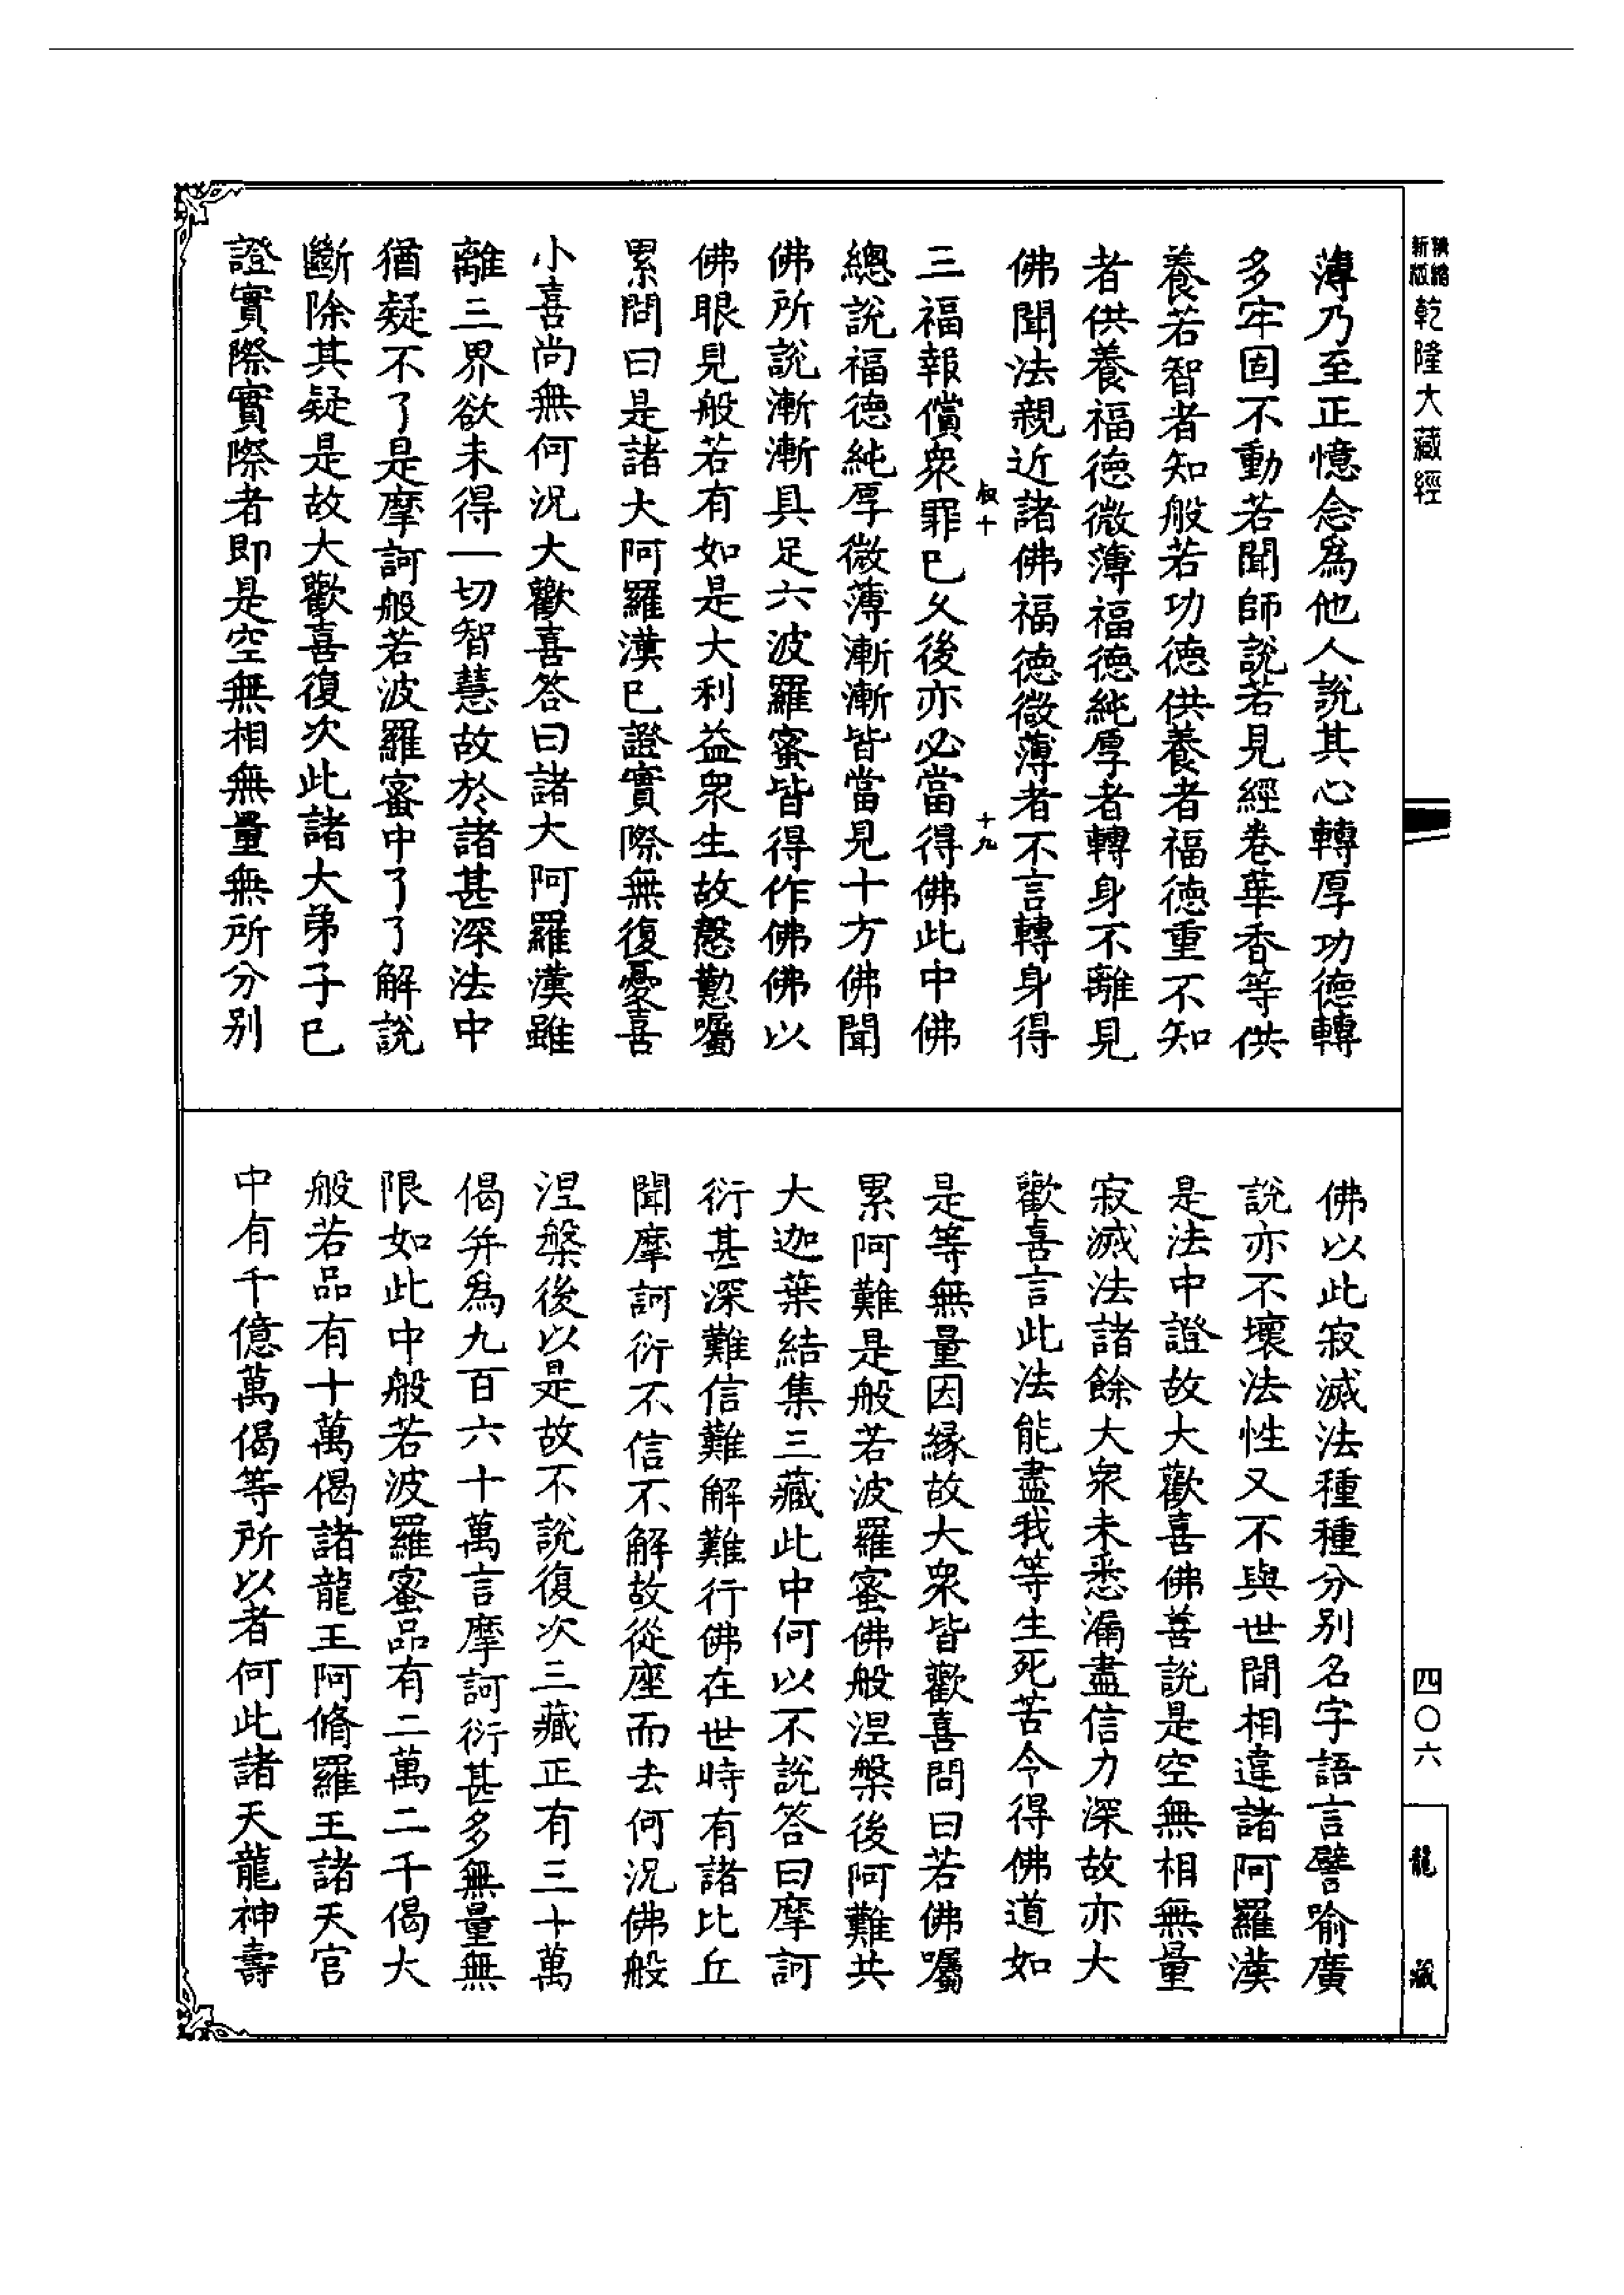 新版
精縮
乾隆大藏經
四〇六
龍藏
薄乃至正憶念為他人說其心轉厚功德轉
多牢固不動若聞師說若見經卷華香等供
養若智者知般若功德供養者福德重不知
者供養福德微薄福德純厚者轉身不離見
佛聞法親近諸佛福德微薄者不言轉身得
叔十
十九
三福報償衆罪已久後亦必當得佛此中佛
總說福德純厚微薄漸漸皆當見十方佛聞
佛所說漸漸具足六波羅蜜皆得作佛佛以
佛眼見般若有如是大利益衆生故慇懃囑
累問曰是諸大阿羅漢已證實際無復憂喜
小喜尚無何況大歡喜答曰諸大阿羅漢雖
離三界欲未得一切智慧故於諸甚深法中
猶疑不了是摩訶般若波羅蜜中了了解說
斷除其疑是故大歡喜復次此諸大弟子已
證實際實際者即是空無相無量無所分別
佛以此寂滅法種種分別名字語言譬喻廣
說亦不壞法性又不與世間相違諸阿羅漢
是法中證故大歡喜佛善說是空無相無量
寂滅法諸餘大衆未悉漏盡信力深故亦大
歡喜言此法能盡我等生死苦令得佛道如
是等無量因緣故大衆皆歡喜問曰若佛囑
累阿難是般若波羅蜜佛般涅槃後阿難共
大迦葉結集三藏此中何以不說答曰摩訶
衍甚深難信難解難行佛在世時有諸比丘
聞摩訶衍不信不解故從座而去何況佛般
涅槃後以是故不說復次三藏正有三十萬
偈并為九百六十萬言摩訶衍甚多無量無
限如此中般若波羅蜜品有二萬二千偈大
般若品有十萬偈諸龍王阿脩羅王諸天宮
中有千億萬偈等所以者何此諸天龍神壽